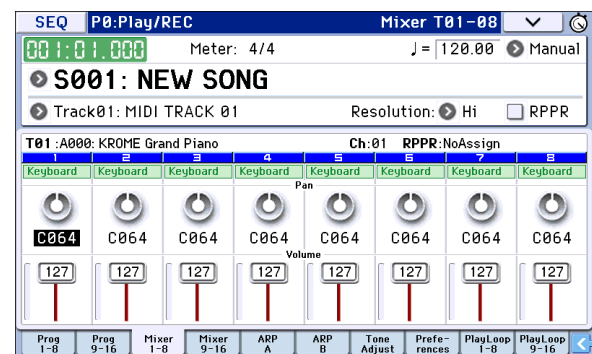 SEQ P0:Play/REC Mixer T01-08
001:01.000 Meter: 4/4 ♩= 120.00 Manual
S001: NEW SONG
Track01: MIDI TRACK 01 Resolution: Hi RPPR
T01 :A000: KROME Grand Piano Ch:01 RPPR:NoAssign
1 2 3 4 5 6 7 8
Keyboard Keyboard Keyboard Keyboard Keyboard Keyboard Keyboard Keyboard
Pan
C064 C064 C064 C064 C064 C064 C064 C064
Volume
127 127 127 127 127 127 127 127
Prog 1-8 Prog 9-16 Mixer 1-8 Mixer 9-16 ARP A ARP B Tone Adjust Prefe-rences PlayLoop 1-8 PlayLoop 9-16